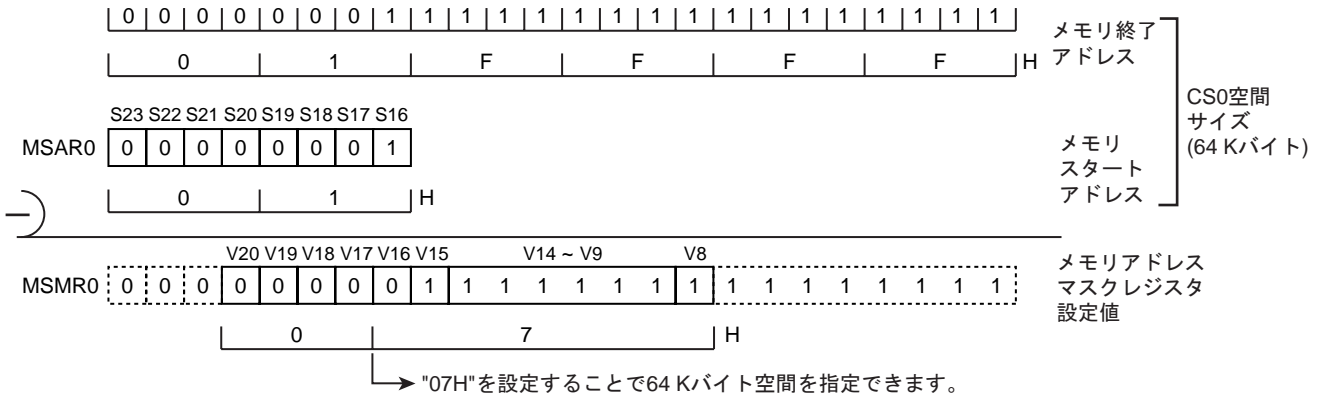 0 0 0 0 0 0 0 1 1 1 1 1 1 1 1 1 1 1 1 1 1 1 1 1
0 1 F F F F H
メモリ終了
アドレス
S23 S22 S21 S20 S19 S18 S17 S16
MSAR0 0 0 0 0 0 0 0 1
0 1 H
メモリ
スタート
アドレス
CS0空間
サイズ
(64 Kバイト)
V20 V19 V18 V17 V16 V15 V14 ~ V9 V8
MSMR0 0 0 0 0 0 0 0 0 1 1 1 1 1 1 1 1 1 1 1 1 1 1 1 1
メモリアドレス
マスクレジスタ
設定値
0 7 H
"07H"を設定することで64 Kバイト空間を指定できます。